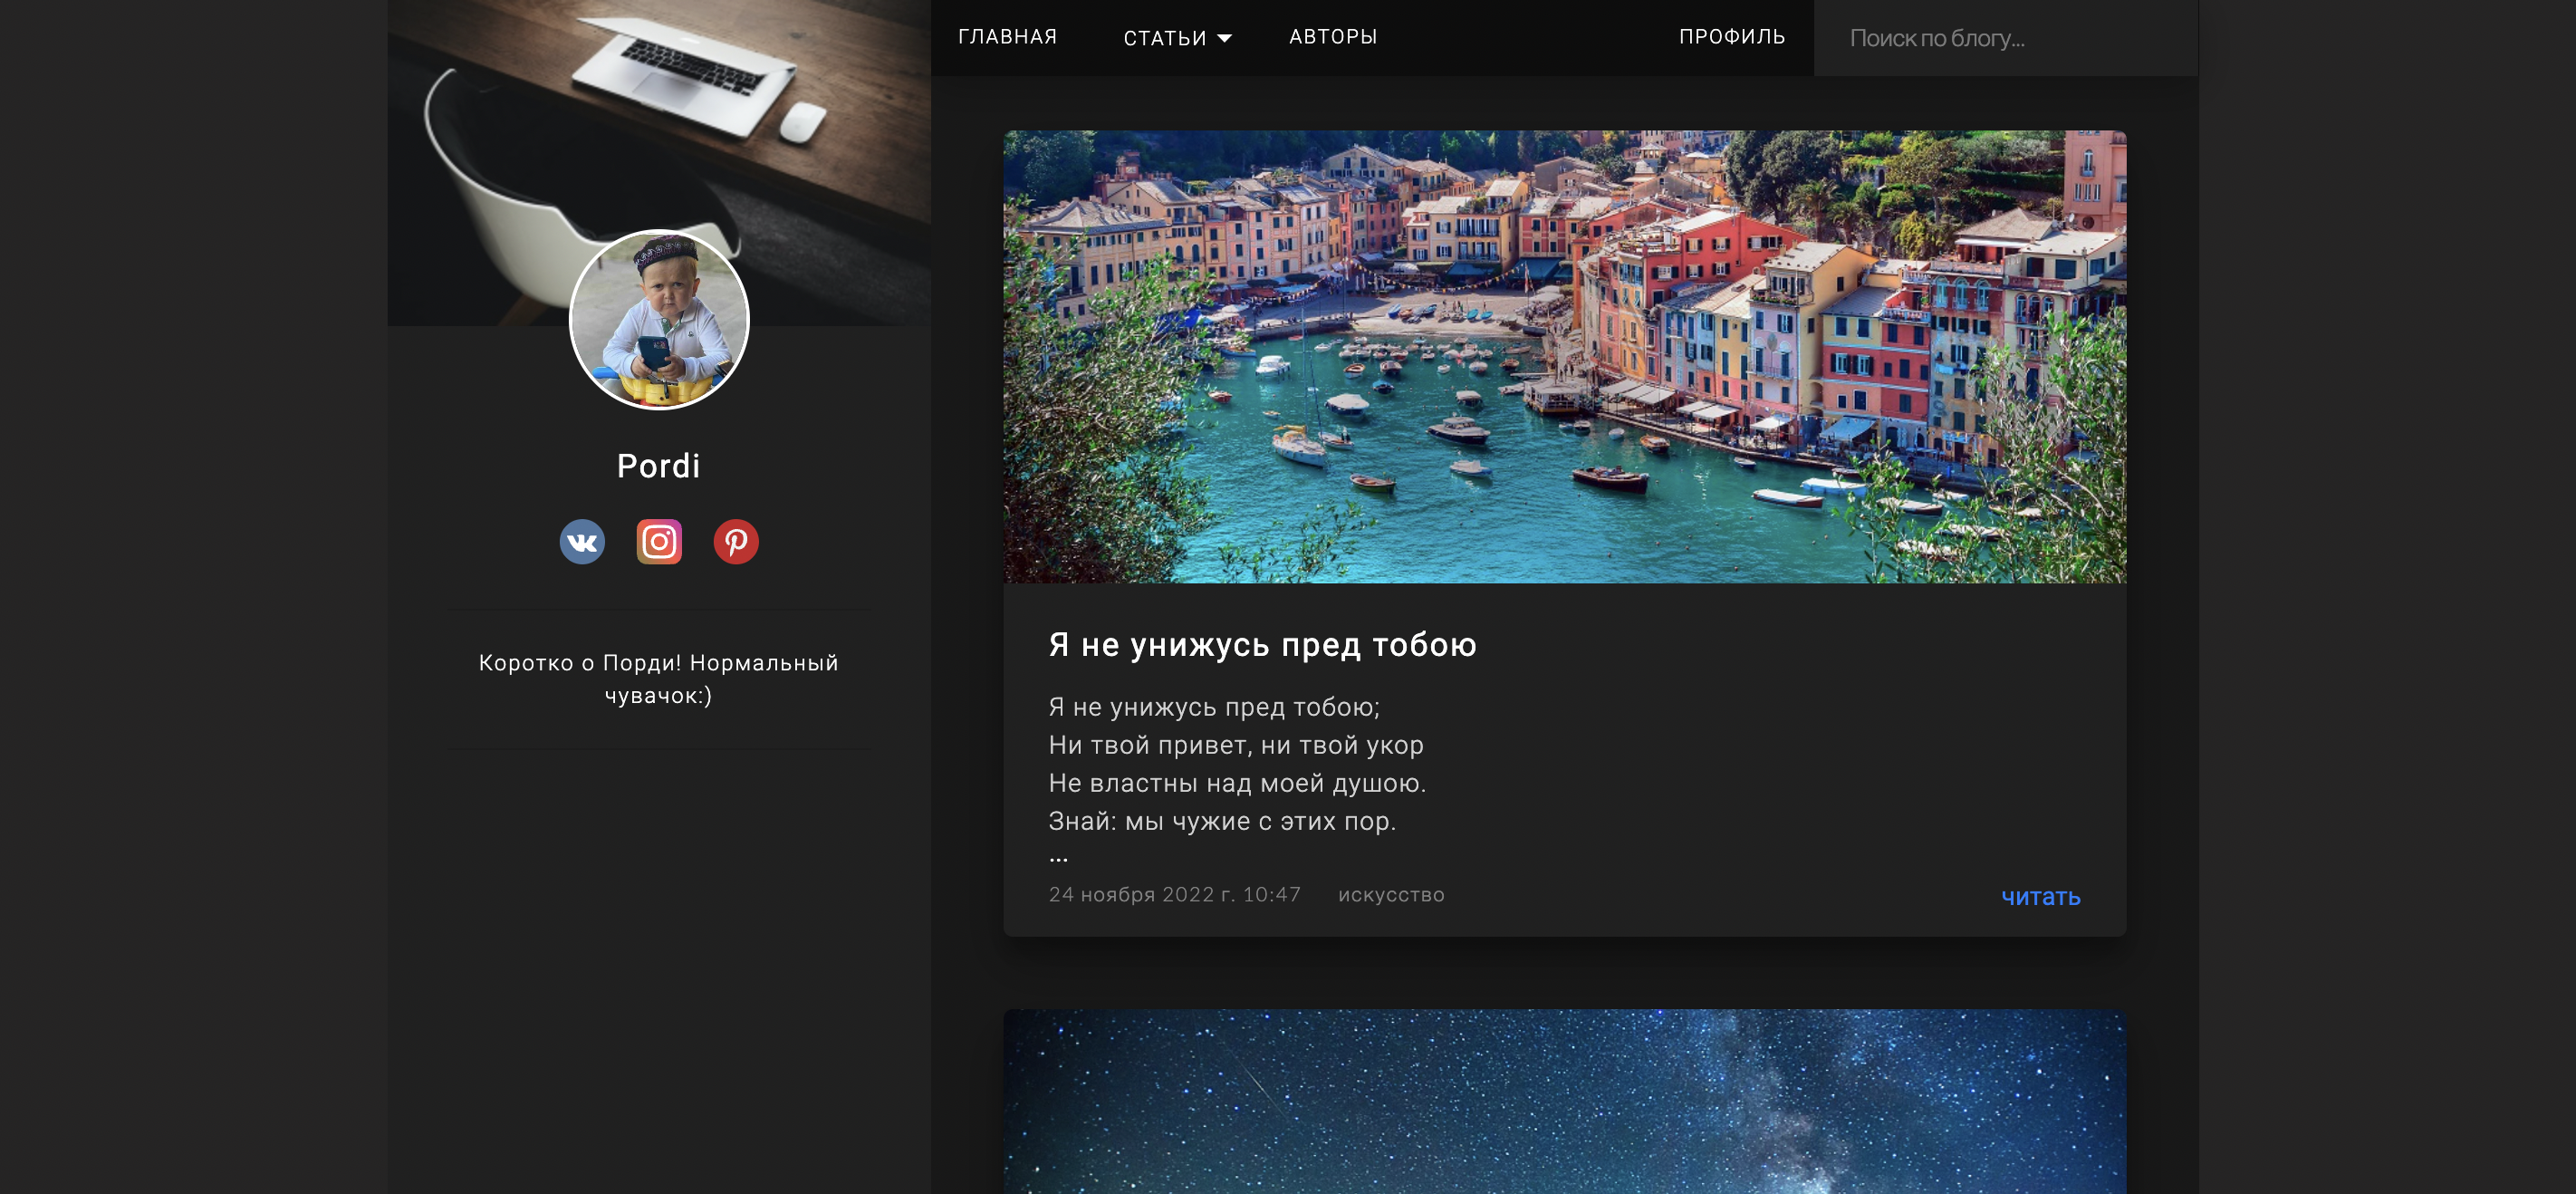 ГЛАВНАЯ
СТАТЬИ
АВТОРЫ
ПРОФИЛЬ
Поиск по блогу...
Pordi
Коротко о Порди! Нормальный
чувачок:)
Я не унижусь пред тобою
Я не унижусь пред тобою;
Ни твой привет, ни твой укор
Не властны над моей душою.
Знай: мы чужие с этих пор.
...
24 ноября 2022 г. 10:47
искусство
читать